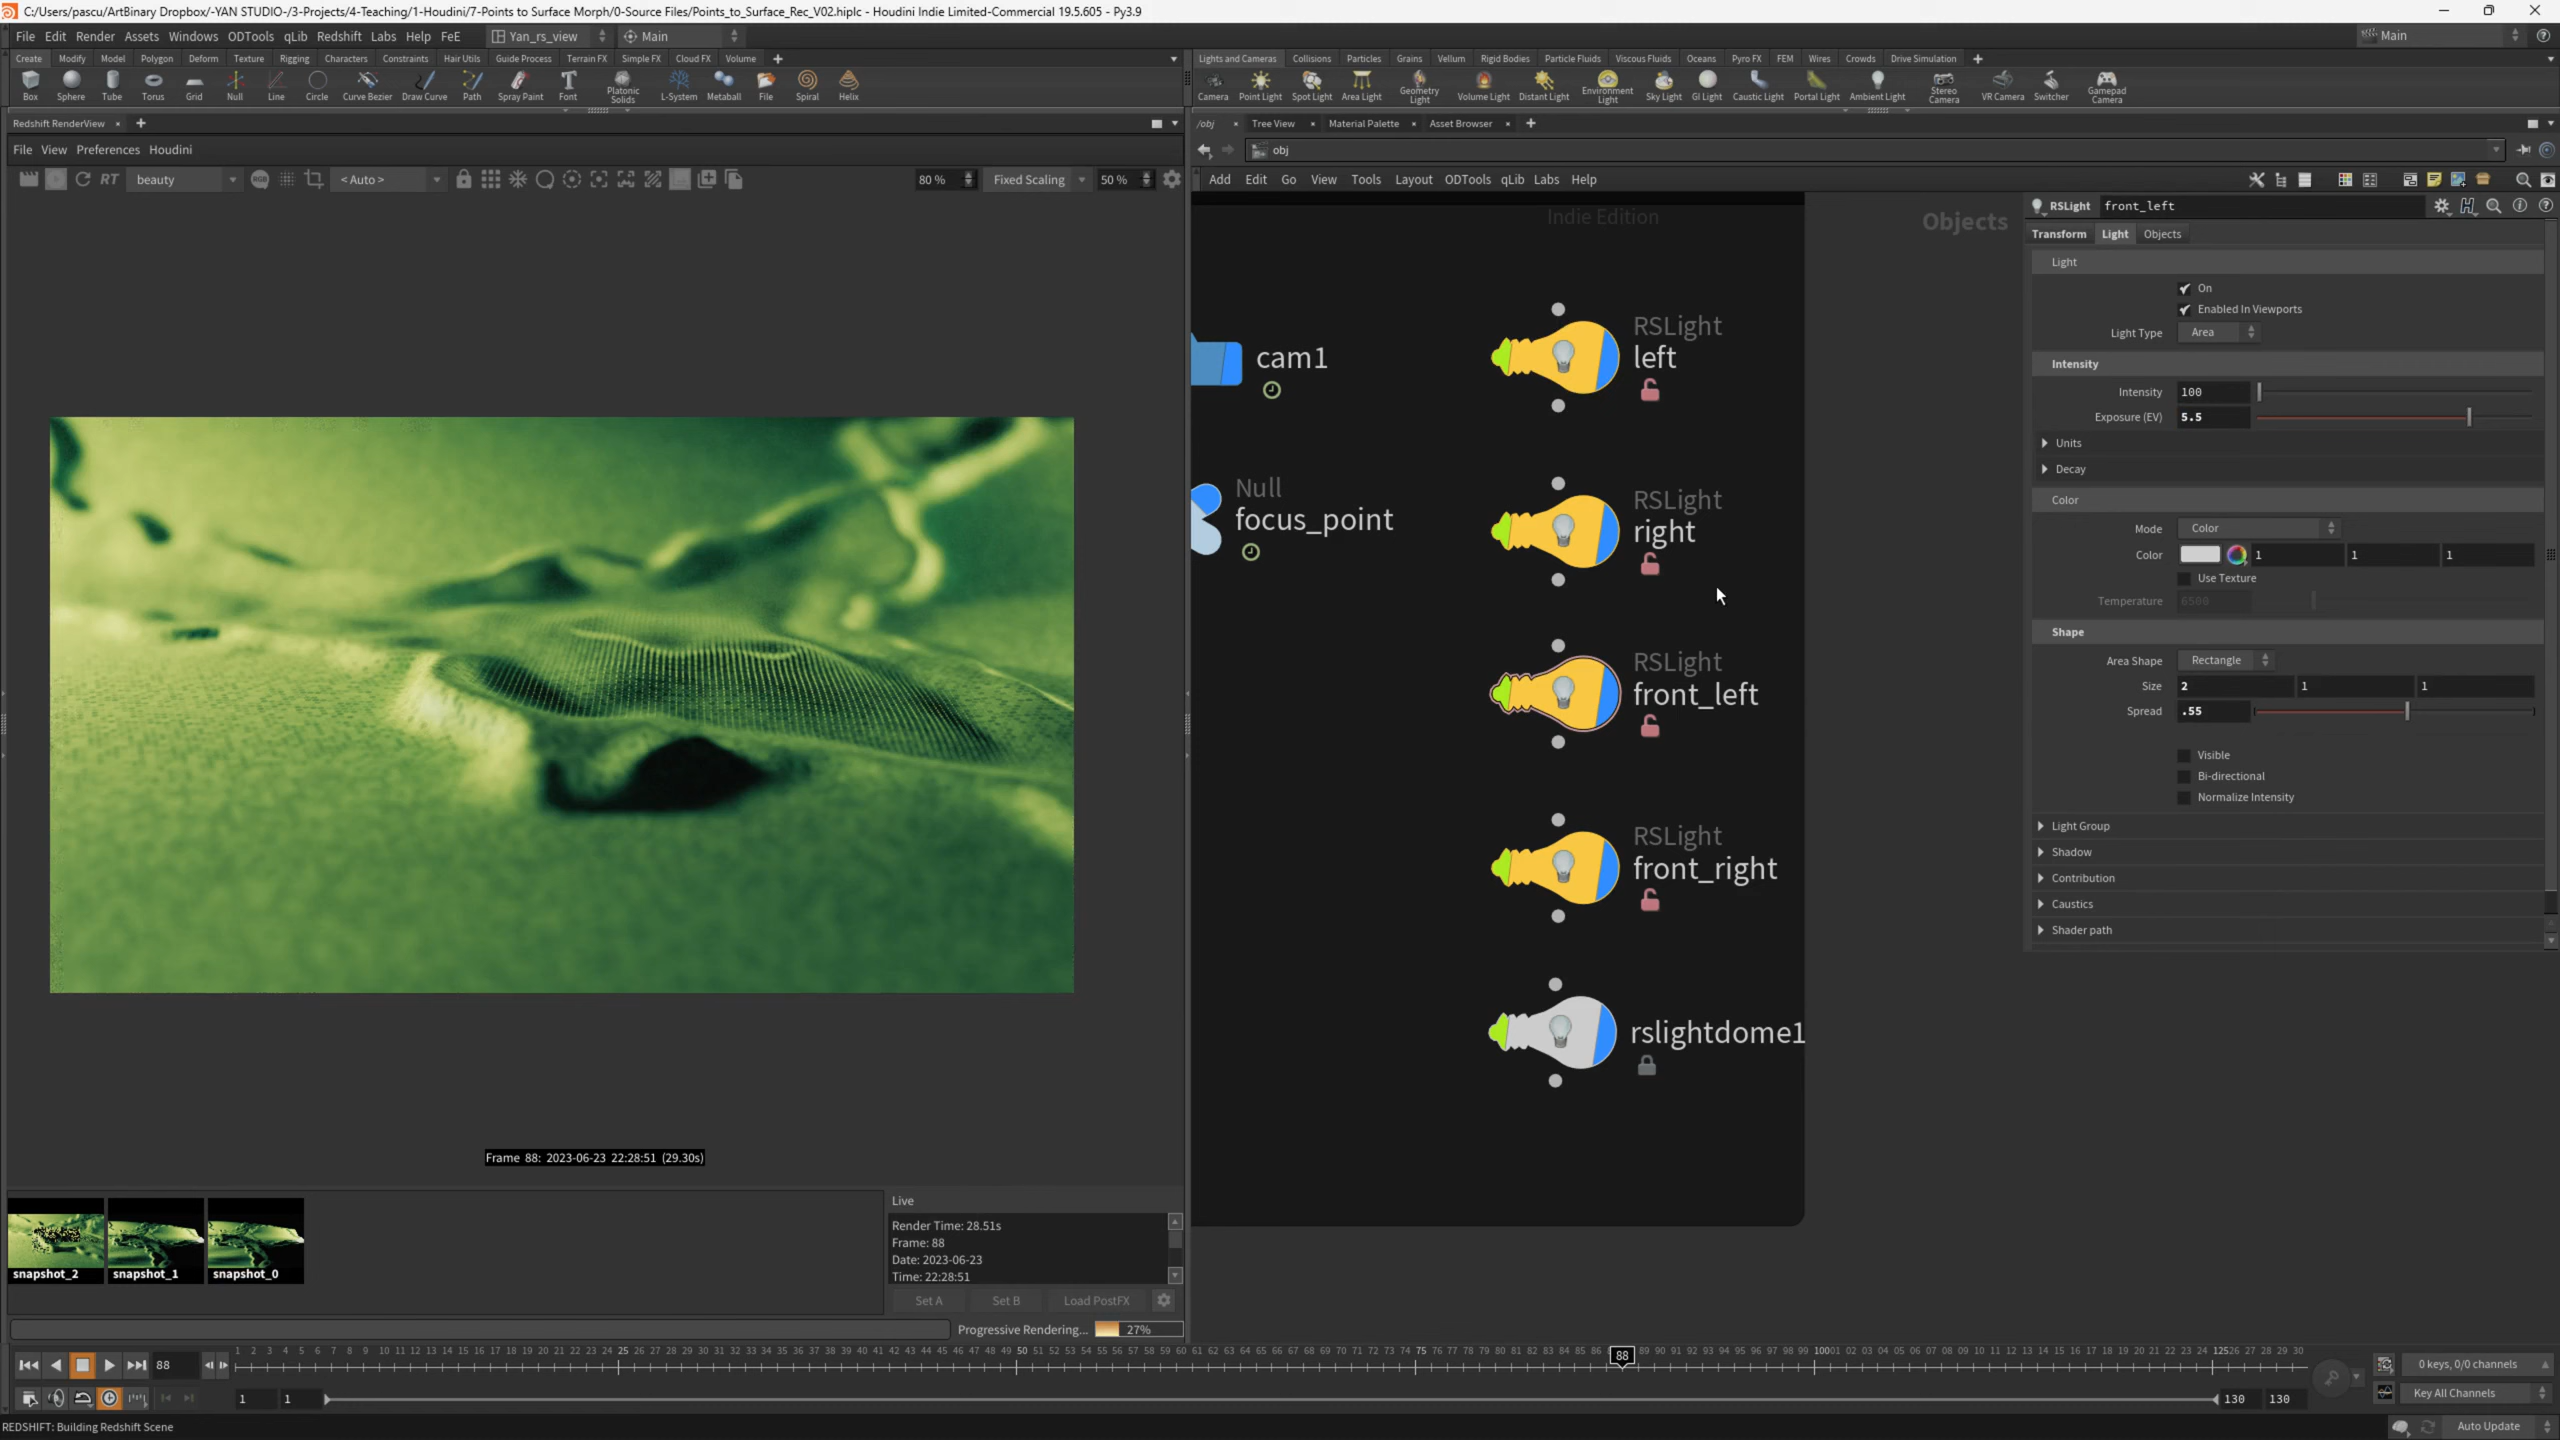 C:/Users/pascu/ArtBinary Dropbox/-YAN STUDIO-/3-Projects/4-Teaching/1-Houdini/7-Points to Surface Morph/0-Source Files/Points_to_Surface_Rec_V02.hiplc - Houdini Indie Limited-Commercial 19.5.605 - Py3.9
File Edit Render Assets Windows ODTools qLib Redshift Labs Help FeE Yan_rs_view Main Main
Create Modify Model Polygon Deform Texture Rigging Characters Constraints Hair Utils Guide Process Terrain FX Simple FX Cloud FX Volume
Lights and Cameras Collisions Particles Grains Vellum Rigid Bodies Particle Fluids Viscous Fluids Oceans Pyro FX FEM Wires Crowds Drive Simulation
Box Sphere Tube Torus Grid Null Line Circle Curve Bezier Draw Curve Path Spray Paint Font Platonic Solids L-System Metaball File Spiral Helix
Camera Point Light Spot Light Area Light Geometry Light Volume Light Distant Light Environment Light Sky Light GI Light Caustic Light Portal Light Ambient Light Stereo Camera VR Camera Switcher Gamepad Camera
Redshift RenderView
/obj Tree View Material Palette Asset Browser
File View Preferences Houdini
obj
RT beauty < Auto > 80 % Fixed Scaling 50 %
Add Edit Go View Tools Layout ODTools qLib Labs Help
Indie Edition
Objects
RSLight front_left
Transform Light Objects
Light
On
Enabled In Viewports
Light Type Area
Intensity
Intensity 100
Exposure (EV) 5.5
Units
Decay
Color
Mode Color
Color 1 1 1
Use Texture
Temperature 6500
Shape
Area Shape Rectangle
Size 2 1 1
Spread .55
Visible
Bi-directional
Normalize Intensity
Light Group
Shadow
Contribution
Caustics
Shader path
cam1
Null
focus_point
RSLight
left
RSLight
right
RSLight
front_left
RSLight
front_right
rslightdome1
Frame 88: 2023-06-23 22:28:51 (29.30s)
snapshot_2 snapshot_1 snapshot_0
Live
Render Time: 28.51s
Frame: 88
Date: 2023-06-23
Time: 22:28:51
Set A Set B Load PostFX
Progressive Rendering... 27%
88
88
0 keys, 0/0 channels
1 1 130 130
Key All Channels
REDSHIFT: Building Redshift Scene
Auto Update